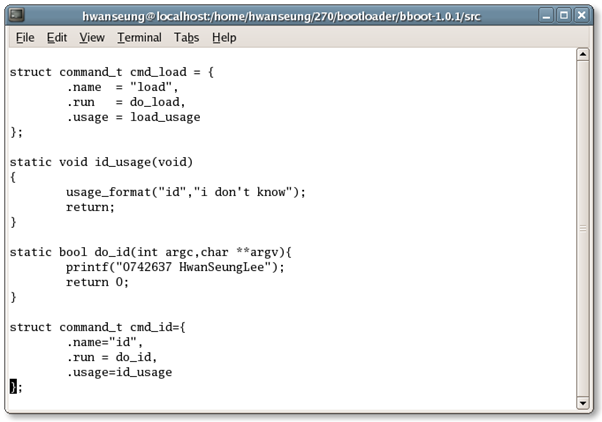 hwanseung@localhost:/home/hwanseung/270/bootloader/bboot-1.0.1/src
File Edit View Terminal Tabs Help
struct command_t cmd_load = {
        .name  = "load",
        .run   = do_load,
        .usage = load_usage
};
static void id_usage(void)
{
        usage_format("id","i don't know");
        return;
}
static bool do_id(int argc,char **argv){
        printf("0742637 HwanSeungLee");
        return 0;
}
struct command_t cmd_id={
        .name="id",
        .run = do_id,
        .usage=id_usage
};